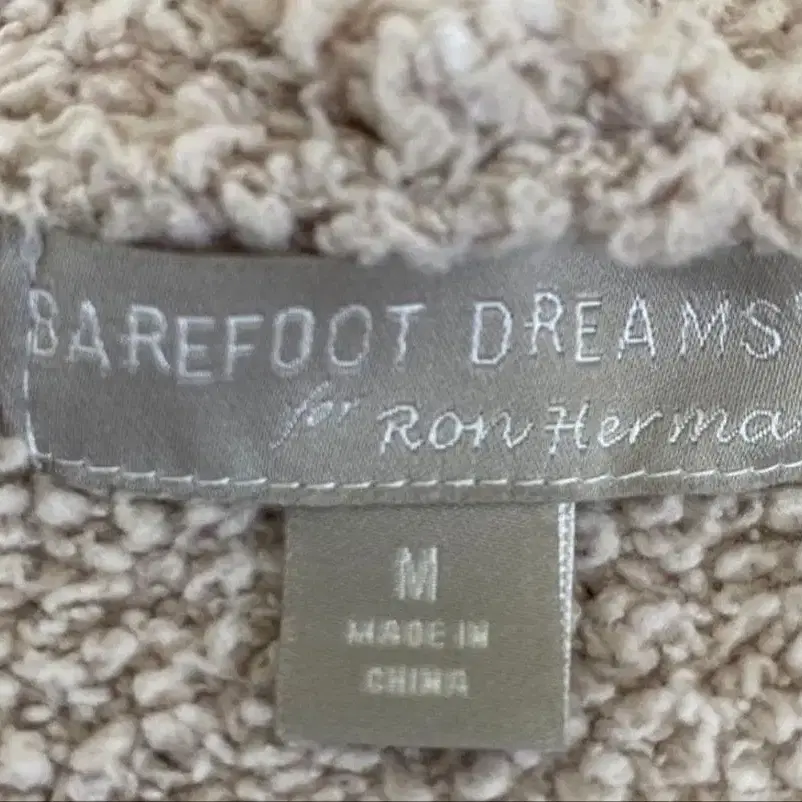 BAREFOOT DREAMS
for Ron Herma
M
MADE IN
CHINA